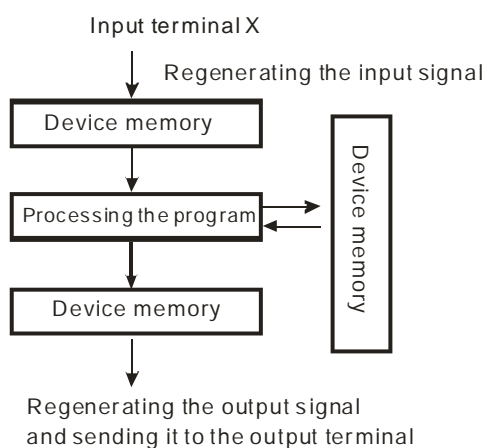 Input terminal X
Regenerating the input signal
Device memory
Processing the program
Device memory
Device memory
Regenerating the output signal
and sending it to the output terminal